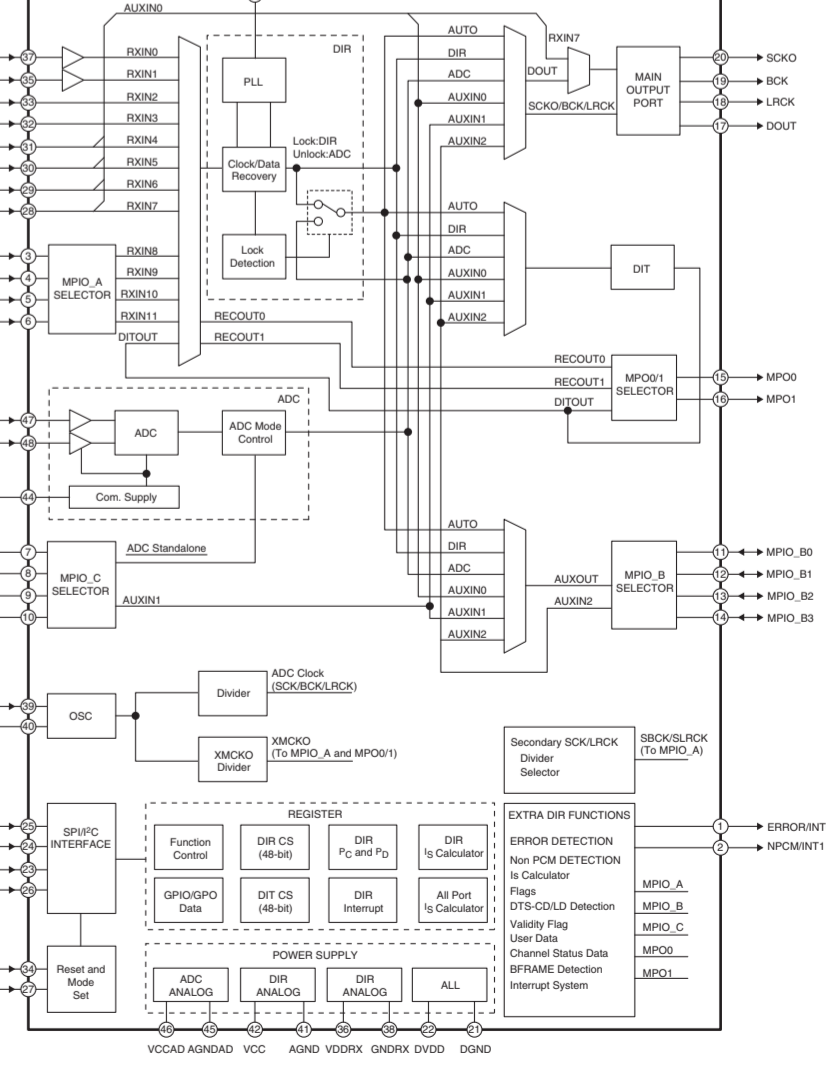 AUXIN0
37
RXIN0
35
RXIN1
33
RXIN2
32
RXIN3
31
RXIN4
30
RXIN5
29
RXIN6
28
RXIN7
3
RXIN8
4
RXIN9
5
RXIN10
6
RXIN11
MPIO_A
SELECTOR
DITOUT
DIR
PLL
Lock:DIR
Unlock:ADC
Clock/Data
Recovery
Lock
Detection
RECOUT0
RECOUT1
AUTO
DIR
ADC
AUXIN0
AUXIN1
AUXIN2
RXIN7
DOUT
SCKO/BCK/LRCK
MAIN
OUTPUT
PORT
20
SCKO
19
BCK
18
LRCK
17
DOUT
AUTO
DIR
ADC
AUXIN0
AUXIN1
AUXIN2
DIT
RECOUT0
RECOUT1
DITOUT
MPO0/1
SELECTOR
15
MPO0
16
MPO1
ADC
47
48
ADC
ADC Mode
Control
44
Com. Supply
7
8
9
10
MPIO_C
SELECTOR
ADC Standalone
AUXIN1
AUTO
DIR
ADC
AUXIN0
AUXIN1
AUXIN2
AUXOUT
AUXIN2
MPIO_B
SELECTOR
11
MPIO_B0
12
MPIO_B1
13
MPIO_B2
14
MPIO_B3
39
40
OSC
Divider
ADC Clock
(SCK/BCK/LRCK)
XMCKO
Divider
XMCKO
(To MPIO_A and MPO0/1)
Secondary SCK/LRCK
Divider
Selector
SBCK/SLRCK
(To MPIO_A)
25
24
23
26
SPI/I2C
INTERFACE
REGISTER
Function
Control
DIR CS
(48-bit)
DIR
PC and PD
DIR
IS Calculator
GPIO/GPO
Data
DIT CS
(48-bit)
DIR
Interrupt
All Port
IS Calculator
EXTRA DIR FUNCTIONS
ERROR DETECTION
Non PCM DETECTION
Is Calculator
Flags
DTS-CD/LD Detection
Validity Flag
User Data
Channel Status Data
BFRAME Detection
Interrupt System
1
ERROR/INT
2
NPCM/INT1
MPIO_A
MPIO_B
MPIO_C
MPO0
MPO1
34
27
Reset and
Mode
Set
POWER SUPPLY
ADC
ANALOG
DIR
ANALOG
DIR
ANALOG
ALL
46 45 42 41 36 38 22 21
VCCAD AGNDAD VCC AGND VDDRX GNDRX DVDD DGND